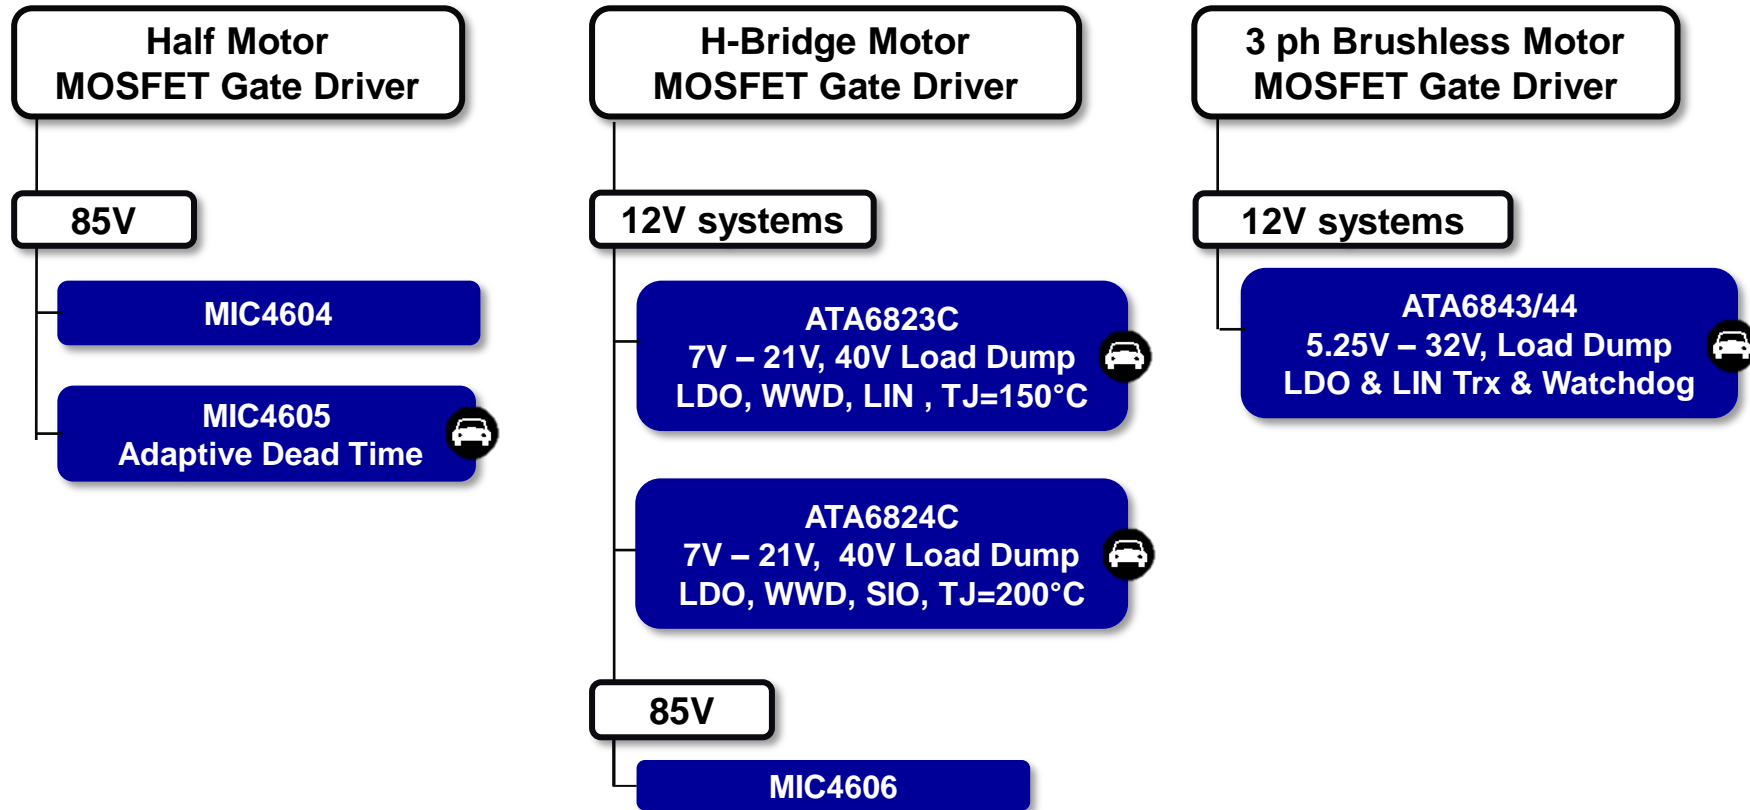 Half Motor
MOSFET Gate Driver
85V
MIC4604
MIC4605
Adaptive Dead Time
H-Bridge Motor
MOSFET Gate Driver
12V systems
ATA6823C
7V – 21V, 40V Load Dump
LDO, WWD, LIN , TJ=150°C
ATA6824C
7V – 21V,  40V Load Dump
LDO, WWD, SIO, TJ=200°C
85V
MIC4606
3 ph Brushless Motor
MOSFET Gate Driver
12V systems
ATA6843/44
5.25V – 32V, Load Dump
LDO & LIN Trx & Watchdog